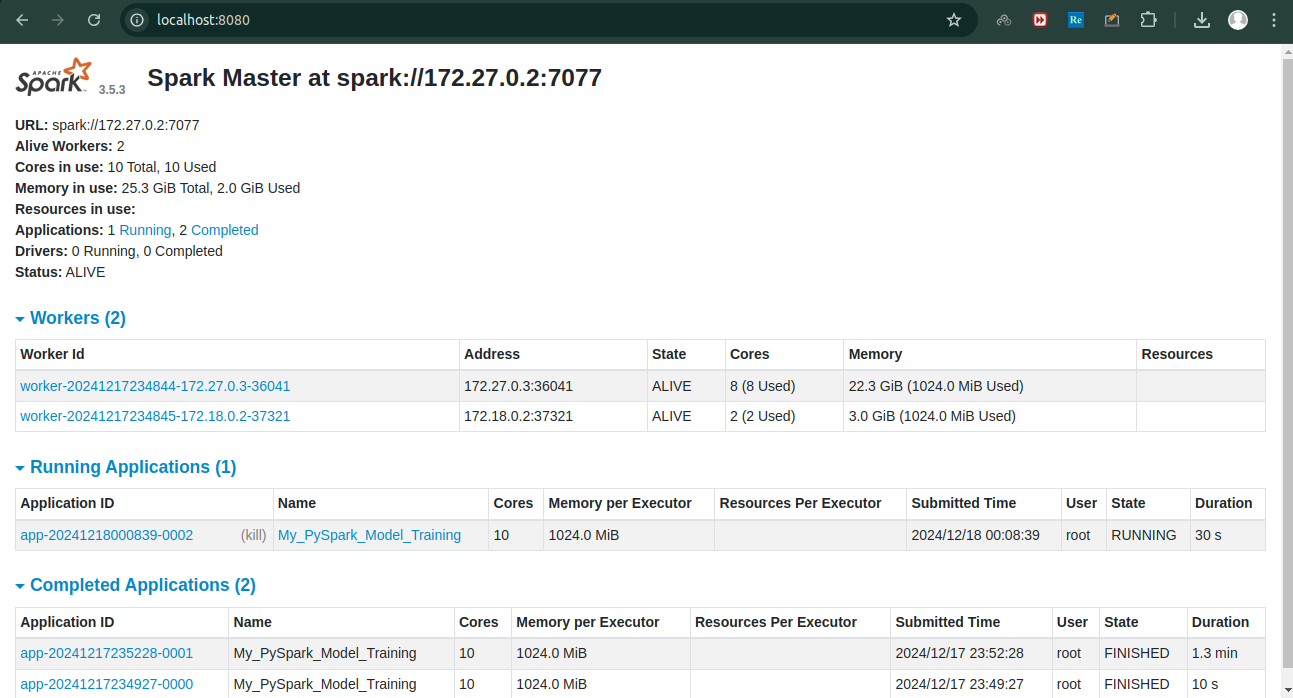 localhost:8080
Re
APACHE
Spark 3.5.3 Spark Master at spark://172.27.0.2:7077
URL: spark://172.27.0.2:7077
Alive Workers: 2
Cores in use: 10 Total, 10 Used
Memory in use: 25.3 GiB Total, 2.0 GiB Used
Resources in use:
Applications: 1 Running, 2 Completed
Drivers: 0 Running, 0 Completed
Status: ALIVE
Workers (2)
Worker Id Address State Cores Memory Resources
worker-20241217234844-172.27.0.3-36041 172.27.0.3:36041 ALIVE 8 (8 Used) 22.3 GiB (1024.0 MiB Used)
worker-20241217234845-172.18.0.2-37321 172.18.0.2:37321 ALIVE 2 (2 Used) 3.0 GiB (1024.0 MiB Used)
Running Applications (1)
Application ID Name Cores Memory per Executor Resources Per Executor Submitted Time User State Duration
app-20241218000839-0002 (kill) My_PySpark_Model_Training 10 1024.0 MiB 2024/12/18 00:08:39 root RUNNING 30 s
Completed Applications (2)
Application ID Name Cores Memory per Executor Resources Per Executor Submitted Time User State Duration
app-20241217235228-0001 My_PySpark_Model_Training 10 1024.0 MiB 2024/12/17 23:52:28 root FINISHED 1.3 min
app-20241217234927-0000 My_PySpark_Model_Training 10 1024.0 MiB 2024/12/17 23:49:27 root FINISHED 10 s